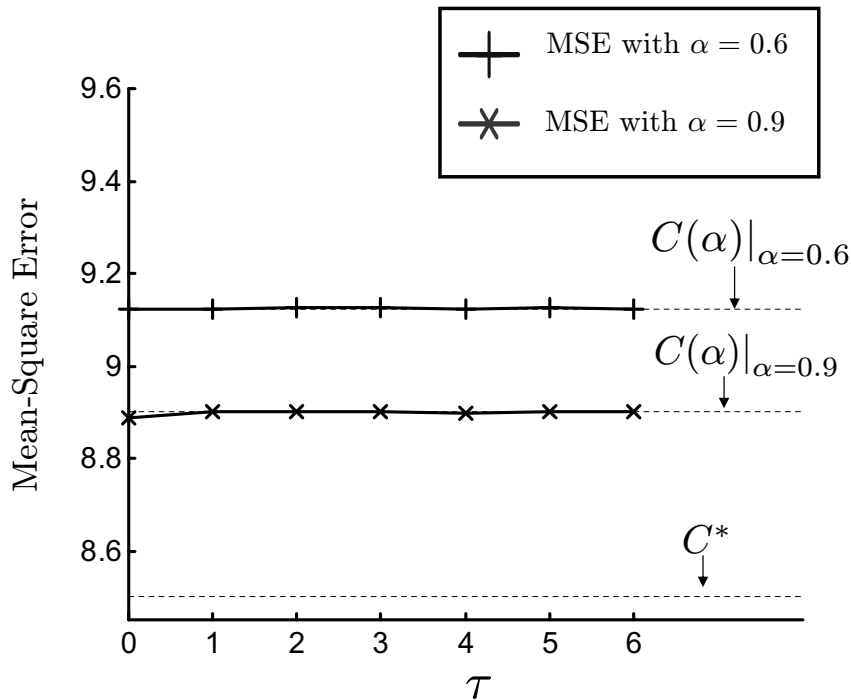 MSE with α = 0.6
MSE with α = 0.9
9.6
9.4
9.2
9
8.8
8.6
Mean-Square Error
C(α)|α=0.6
C(α)|α=0.9
C*
0 1 2 3 4 5 6
τ